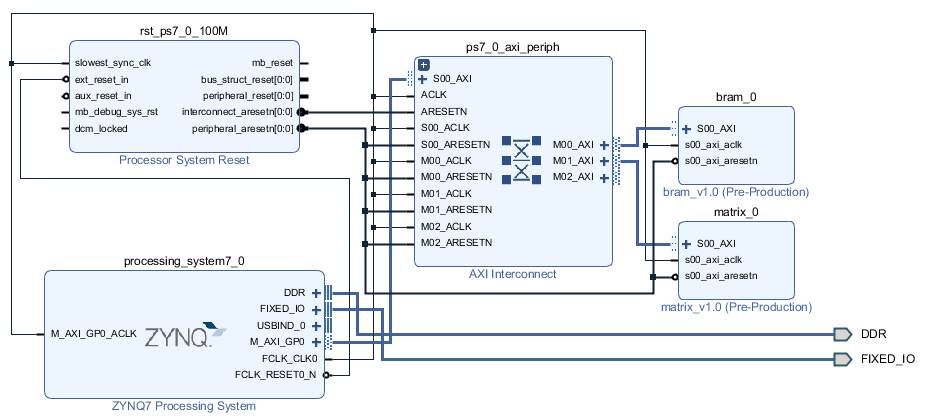 rst_ps7_0_100M
slowest_sync_clk
ext_reset_in
aux_reset_in
mb_debug_sys_rst
dcm_locked
mb_reset
bus_struct_reset[0:0]
peripheral_reset[0:0]
interconnect_aresetn[0:0]
peripheral_aresetn[0:0]
Processor System Reset
ps7_0_axi_periph
S00_AXI
ACLK
ARESETN
S00_ACLK
S00_ARESETN
M00_ACLK
M00_ARESETN
M01_ACLK
M01_ARESETN
M02_ACLK
M02_ARESETN
M00_AXI
M01_AXI
M02_AXI
AXI Interconnect
bram_0
S00_AXI
s00_axi_aclk
s00_axi_aresetn
bram_v1.0 (Pre-Production)
matrix_0
S00_AXI
s00_axi_aclk
s00_axi_aresetn
matrix_v1.0 (Pre-Production)
processing_system7_0
M_AXI_GP0_ACLK
ZYNQ
DDR
FIXED_IO
USBIND_0
M_AXI_GP0
FCLK_CLK0
FCLK_RESET0_N
ZYNQ7 Processing System
DDR
FIXED_IO